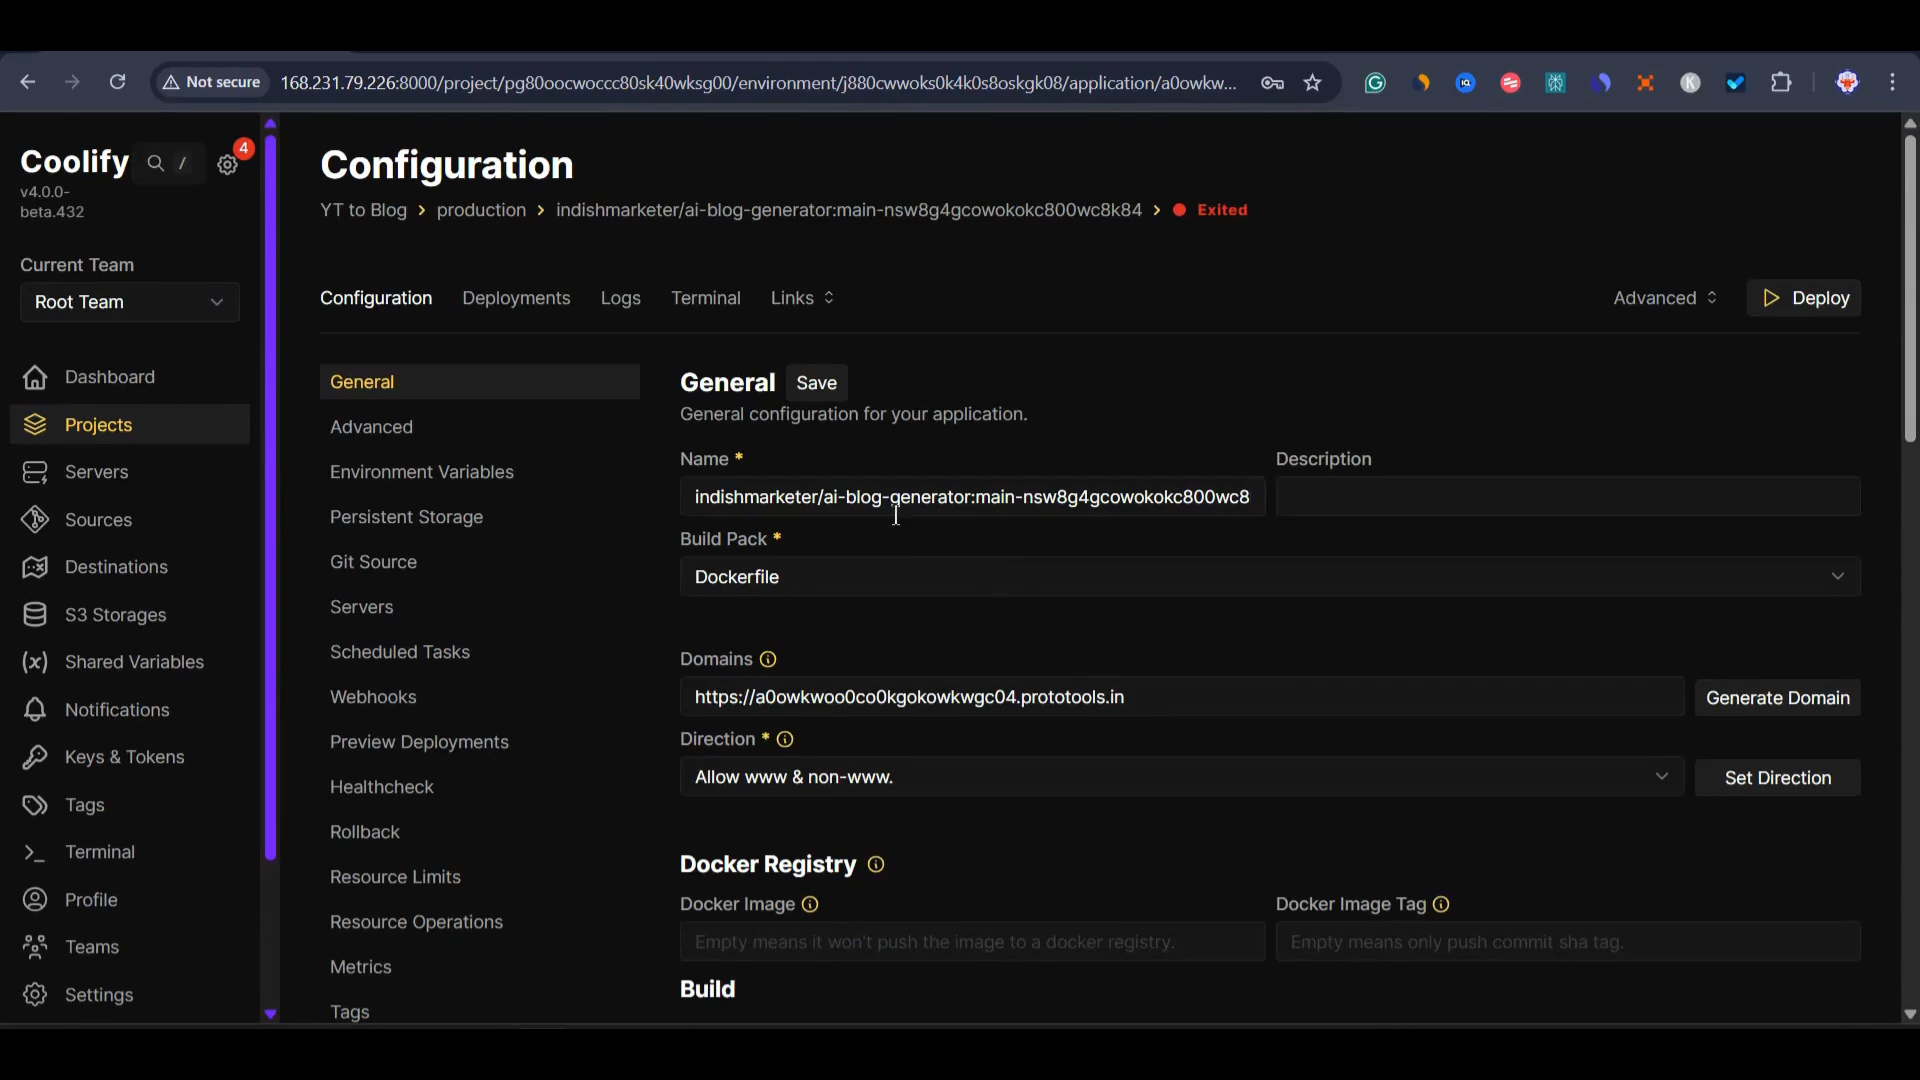 Not secure
168.231.79.226:8000/project/pg80oocwoccc80sk40wksg00/environment/j880cwwoks0k4k0s8oskgk08/application/a0owkw...
Coolify
/
4
v4.0.0-
beta.432
Current Team
Root Team
Dashboard
Projects
Servers
Sources
Destinations
S3 Storages
Shared Variables
Notifications
Keys & Tokens
Tags
Terminal
Profile
Teams
Settings
Configuration
YT to Blog
production
indishmarketer/ai-blog-generator:main-nsw8g4gcowokokc800wc8k84
Exited
Configuration
Deployments
Logs
Terminal
Links
Advanced
Deploy
General
Advanced
Environment Variables
Persistent Storage
Git Source
Servers
Scheduled Tasks
Webhooks
Preview Deployments
Healthcheck
Rollback
Resource Limits
Resource Operations
Metrics
Tags
General
Save
General configuration for your application.
Name *
Description
indishmarketer/ai-blog-generator:main-nsw8g4gcowokokc800wc8
Build Pack *
Dockerfile
Domains
https://a0owkwoo0co0kgokowkwgc04.prototools.in
Generate Domain
Direction *
Allow www & non-www.
Set Direction
Docker Registry
Docker Image
Docker Image Tag
Empty means it won't push the image to a docker registry.
Empty means only push commit sha tag.
Build